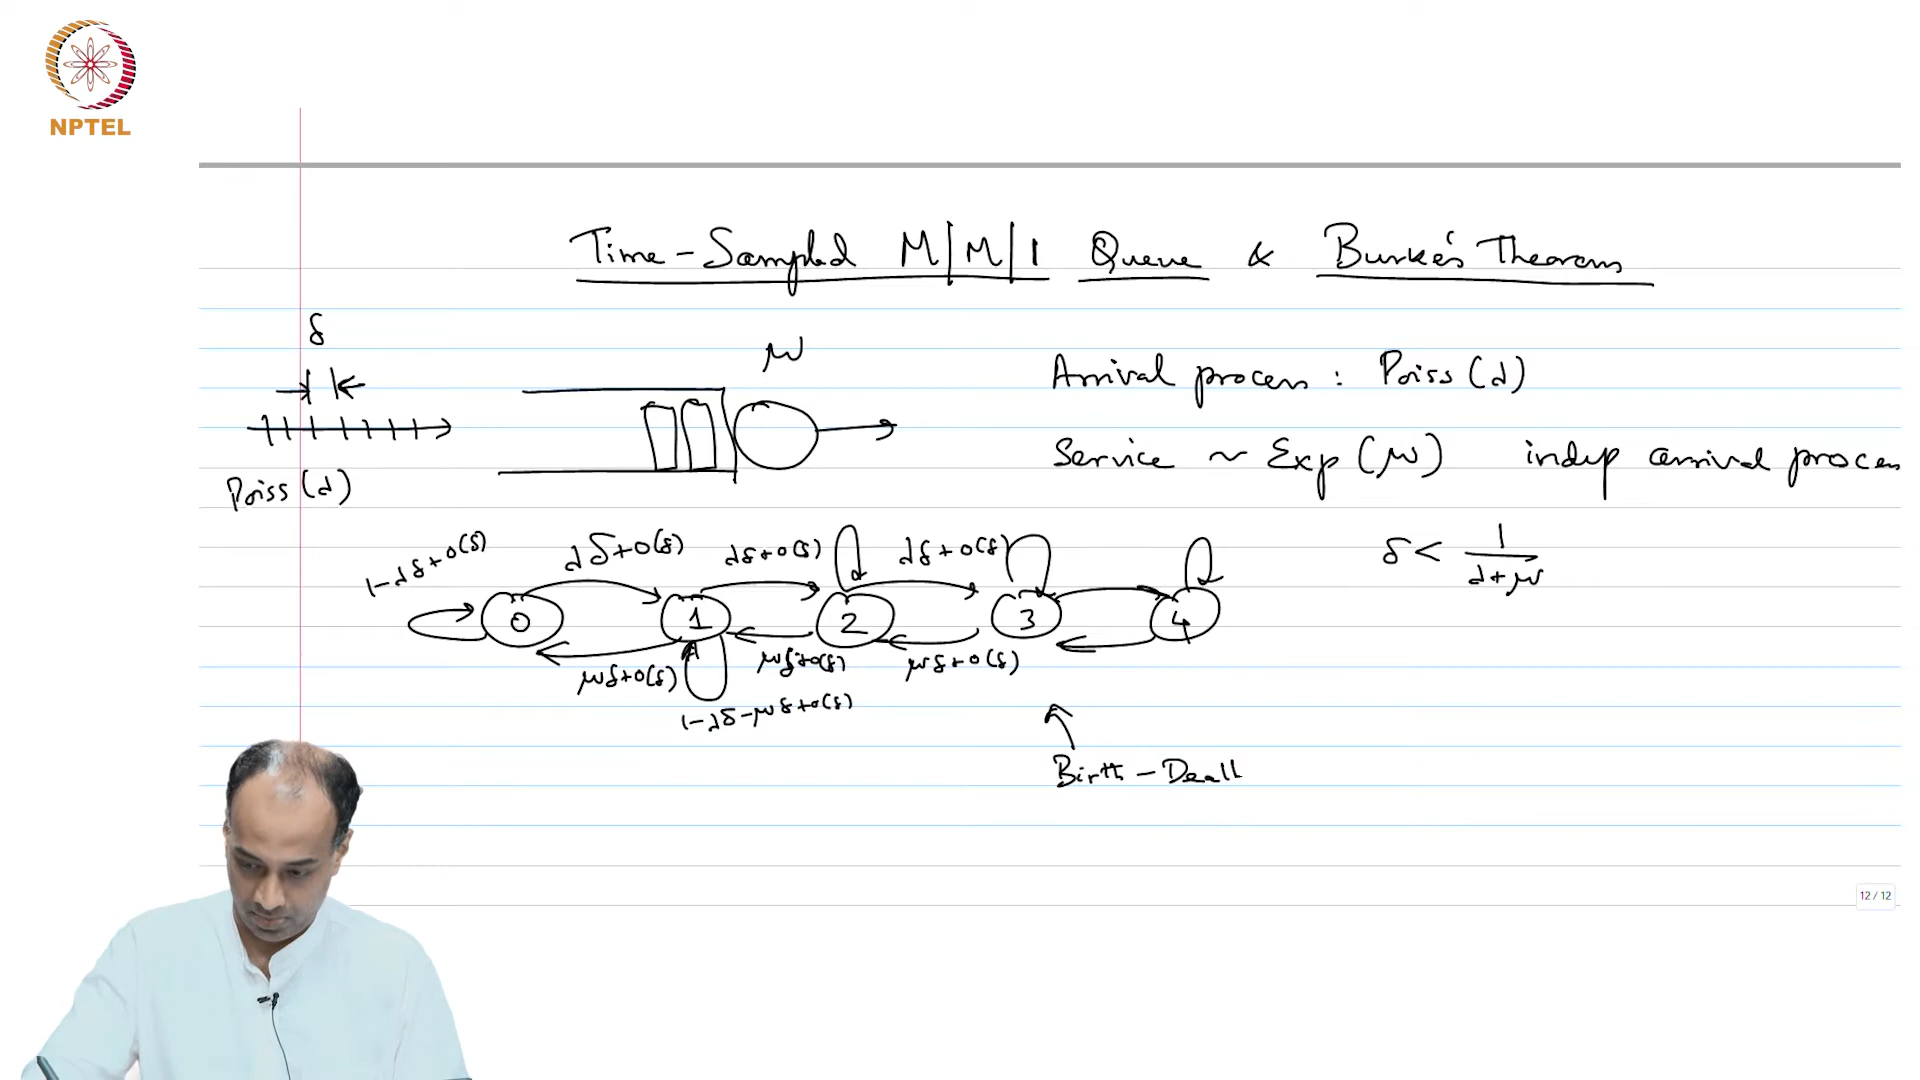 NPTEL
Time-Sampled M/M/1 Queue & Burke's Theorem
δ
μ
Arrival process : Poiss(λ)
Poiss(λ)
Service ~ Exp(μ) indep arrival process
1-λδ+o(δ) λδ+o(δ) λδ+o(δ) λδ+o(δ)
δ < 1/(λ+μ)
0 1 2 3 4
μδ+o(δ) μδ+o(δ) μδ+o(δ)
1-λδ-μδ+o(δ)
Birth-Death
12 / 12